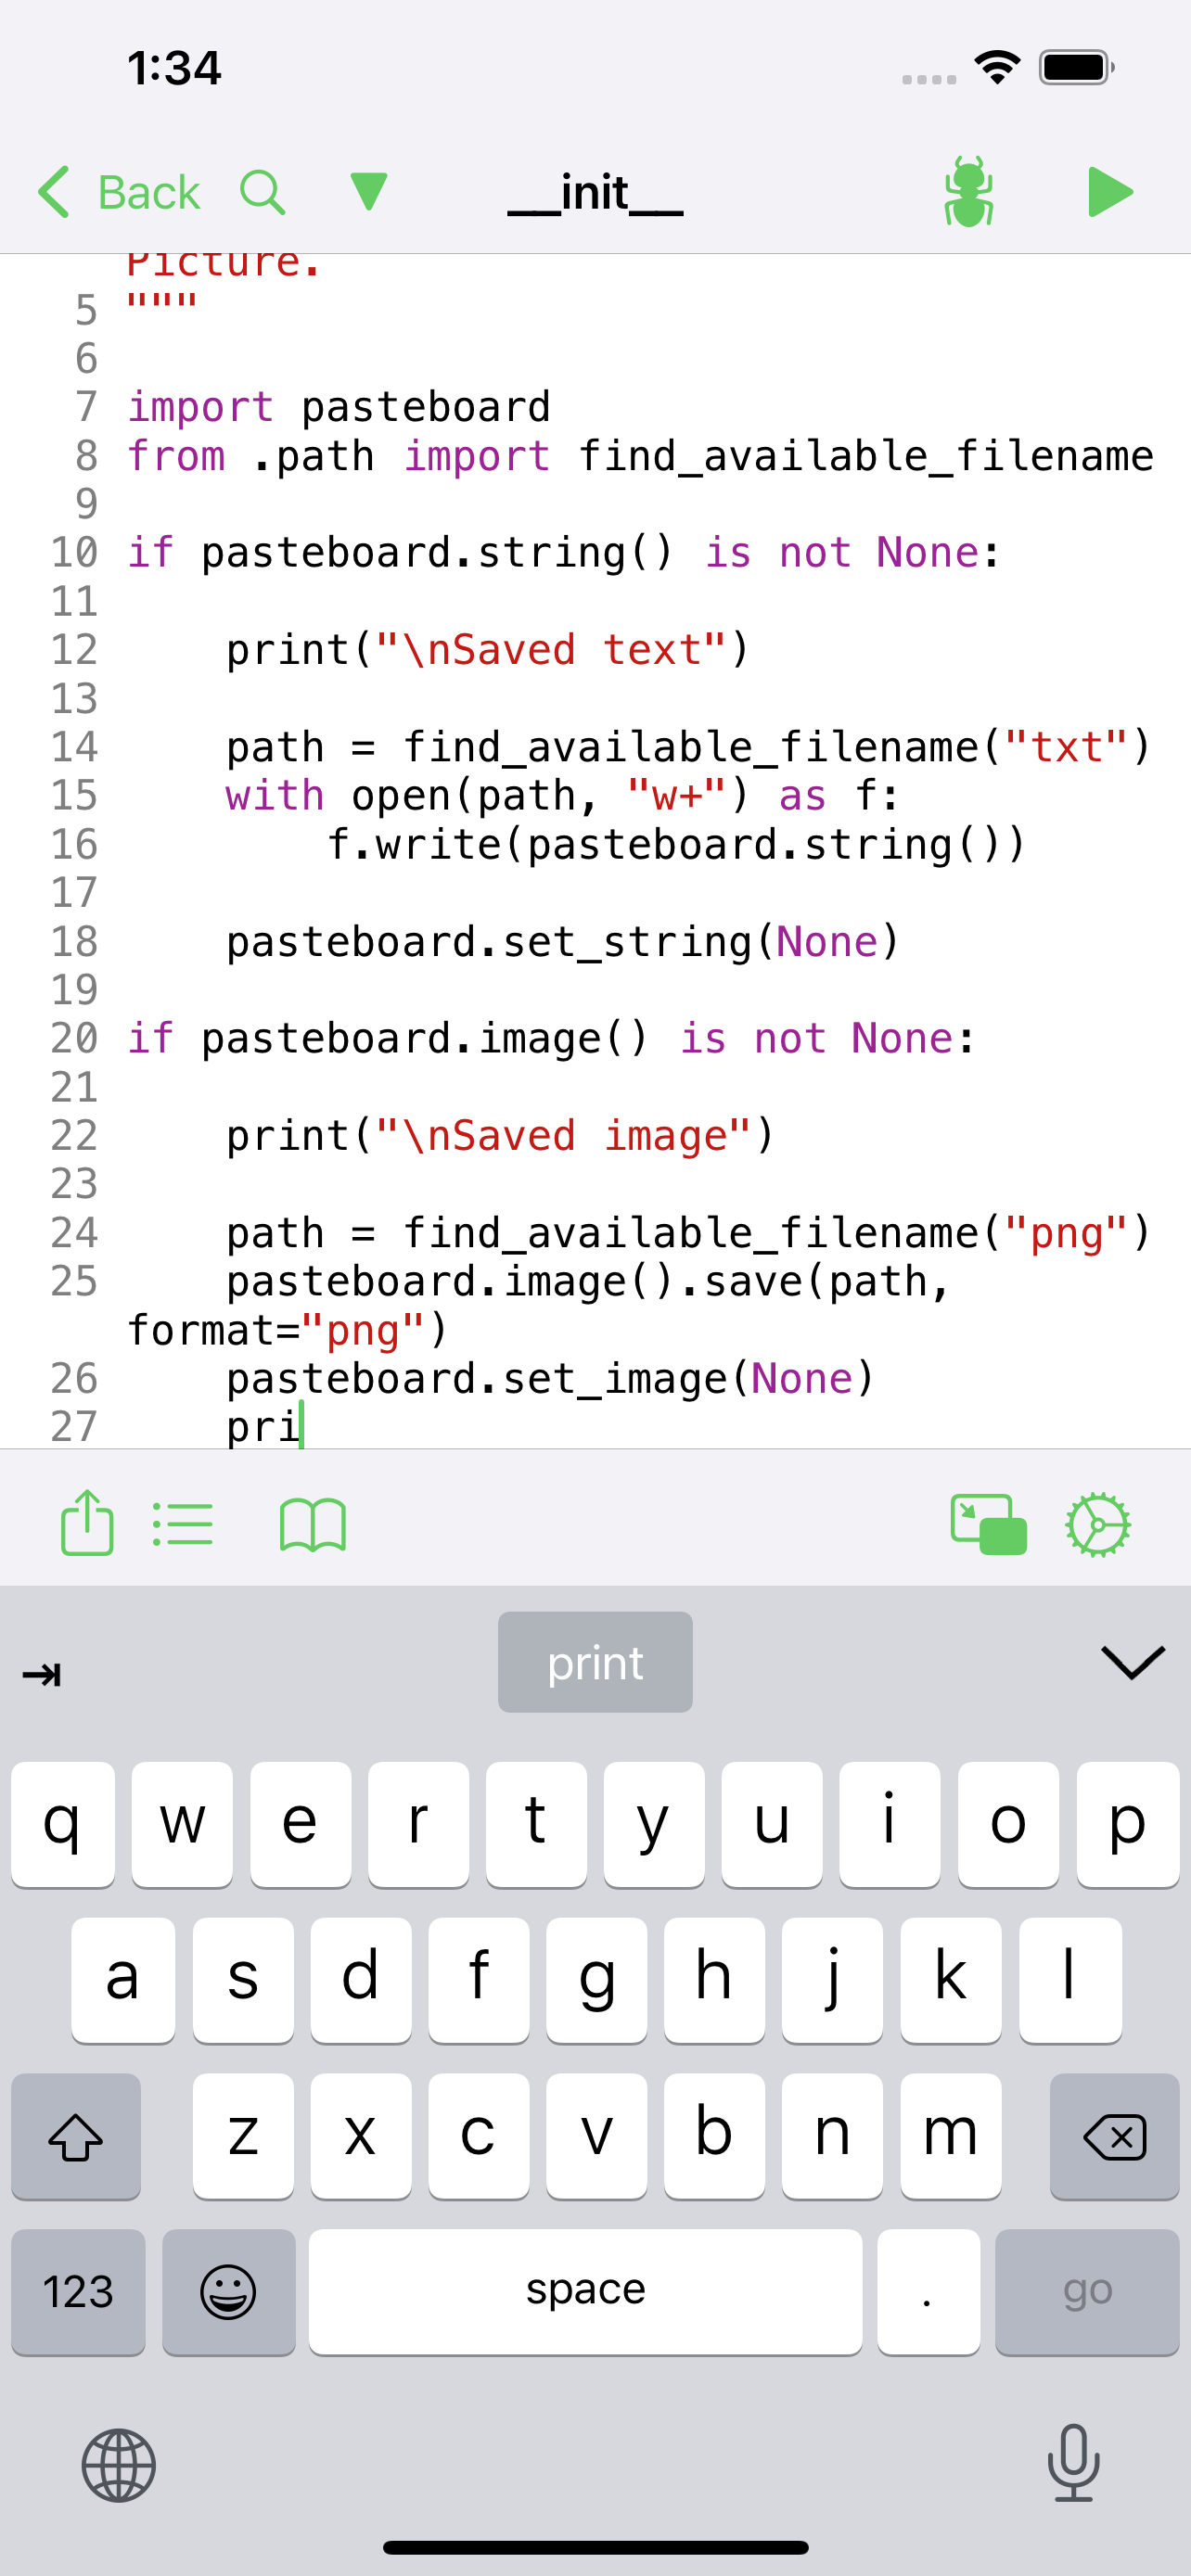 1:34
Back
__init__
Picture.
5 """
6
7 import pasteboard
8 from .path import find_available_filename
9
10 if pasteboard.string() is not None:
11
12     print("\nSaved text")
13
14     path = find_available_filename("txt")
15     with open(path, "w+") as f:
16         f.write(pasteboard.string())
17
18     pasteboard.set_string(None)
19
20 if pasteboard.image() is not None:
21
22     print("\nSaved image")
23
24     path = find_available_filename("png")
25     pasteboard.image().save(path,
format="png")
26     pasteboard.set_image(None)
27     pri
print
q w e r t y u i o p
a s d f g h j k l
z x c v b n m
123 space . go